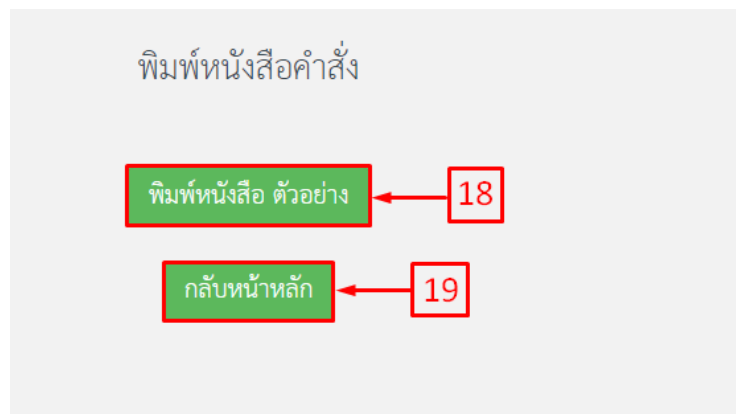 พิมพ์หนังสือคำสั่ง
พิมพ์หนังสือ ตัวอย่าง 18
กลับหน้าหลัก 19